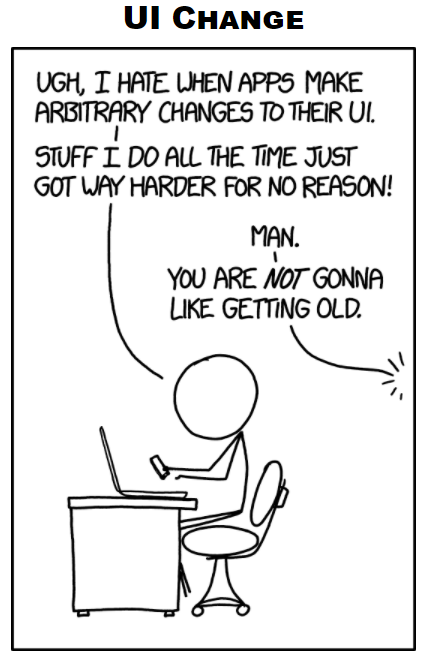 UI CHANGE
UGH, I HATE WHEN APPS MAKE
ARBITRARY CHANGES TO THEIR UI.
STUFF I DO ALL THE TIME JUST
GOT WAY HARDER FOR NO REASON!
MAN.
YOU ARE NOT GONNA
LIKE GETTING OLD.